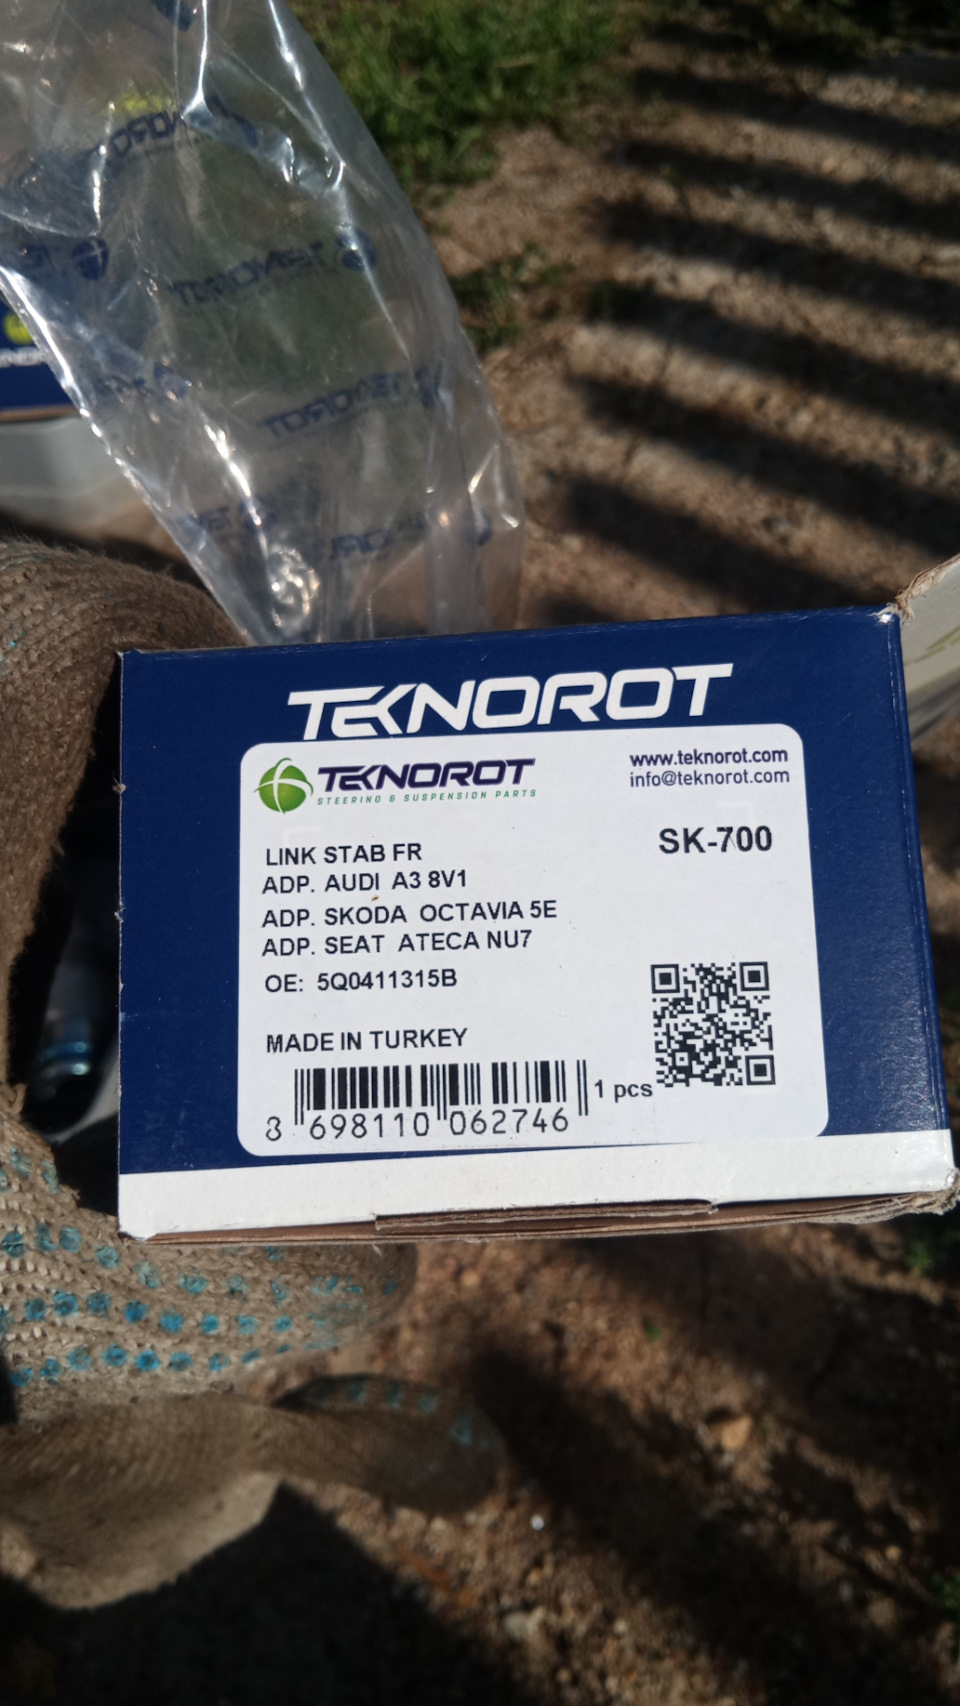 TEKNOROT
TEKNOROT
STEERING & SUSPENSION PARTS
www.teknorot.com
info@teknorot.com
SK-700
LINK STAB FR
ADP. AUDI A3 8V1
ADP. SKODA OCTAVIA 5E
ADP. SEAT ATECA NU7
OE: 5Q0411315B
MADE IN TURKEY
1 pcs
8 698110 062746